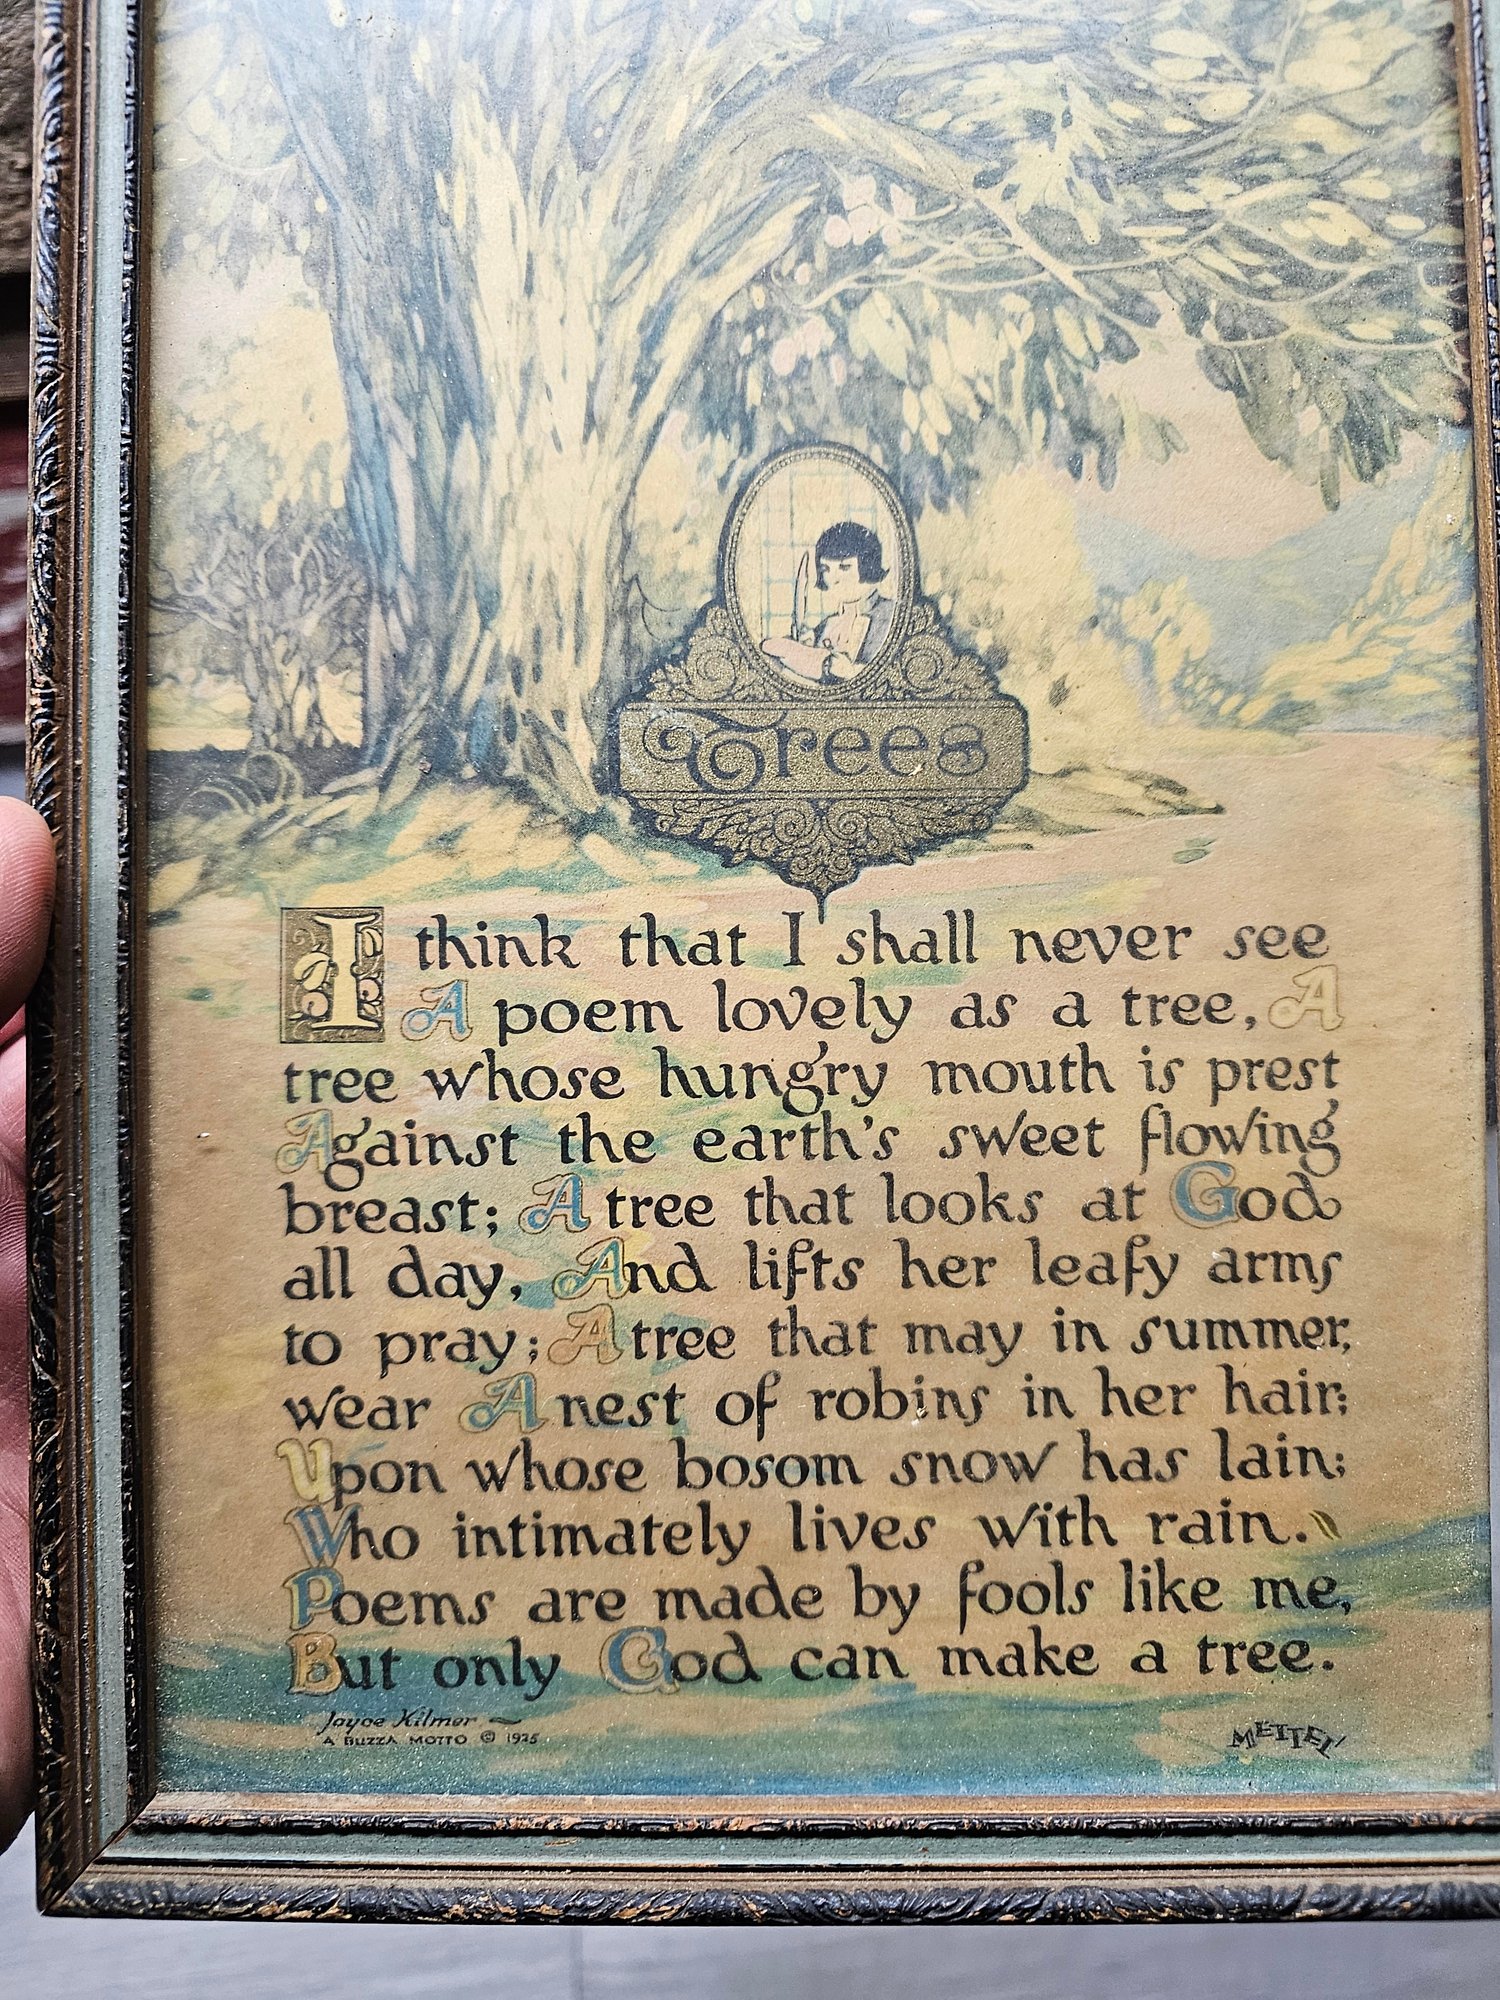 Trees
I think that I shall never see
A poem lovely as a tree, A
tree whose hungry mouth is prest
Against the earth's sweet flowing
breast; A tree that looks at God
all day, And lifts her leafy arms
to pray; A tree that may in summer,
wear A nest of robins in her hair;
Upon whose bosom snow has lain;
Who intimately lives with rain.
Poems are made by fools like me,
But only God can make a tree.
Joyce Kilmer
A BUZZA MOTTO © 1925
METTEL